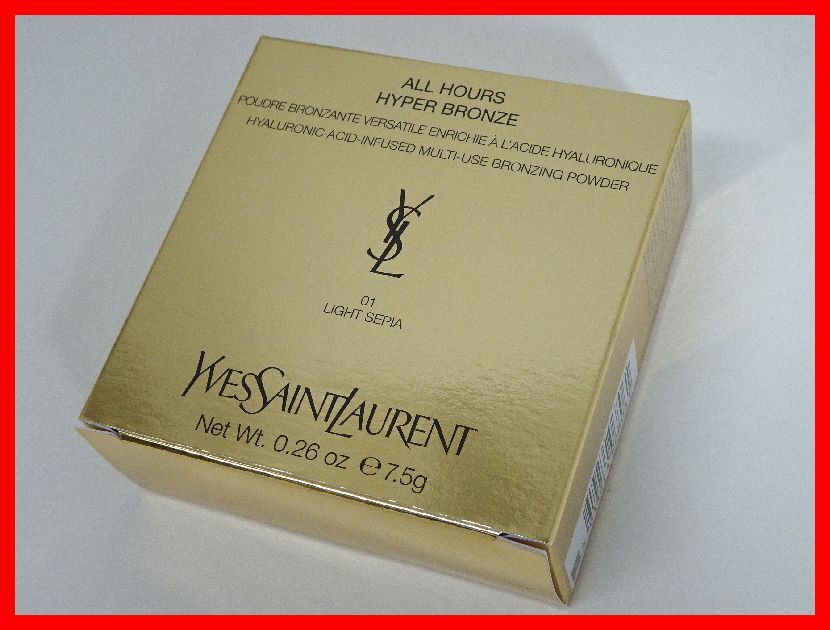 ALL HOURS
HYPER BRONZE
POUDRE BRONZANTE VERSATILE ENRICHIE À L'ACIDE HYALURONIQUE
HYALURONIC ACID-INFUSED MULTI-USE BRONZING POWDER
YSL
01
LIGHT SEPIA
YVESSAINTLAURENT
Net Wt. 0.26 oz ℮ 7.5g